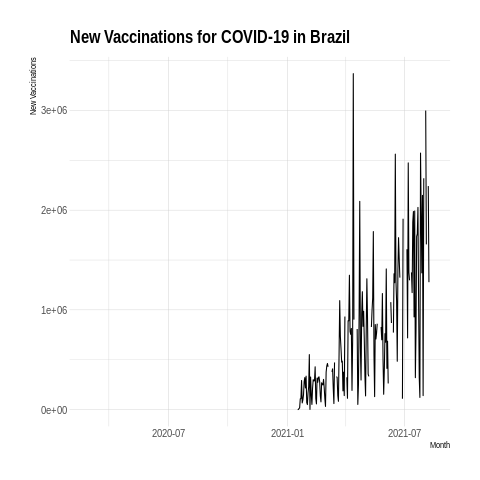 New Vaccinations for COVID-19 in Brazil
New Vaccinations
3e+06
2e+06
1e+06
0e+00
2020-07 2021-01 2021-07
Month